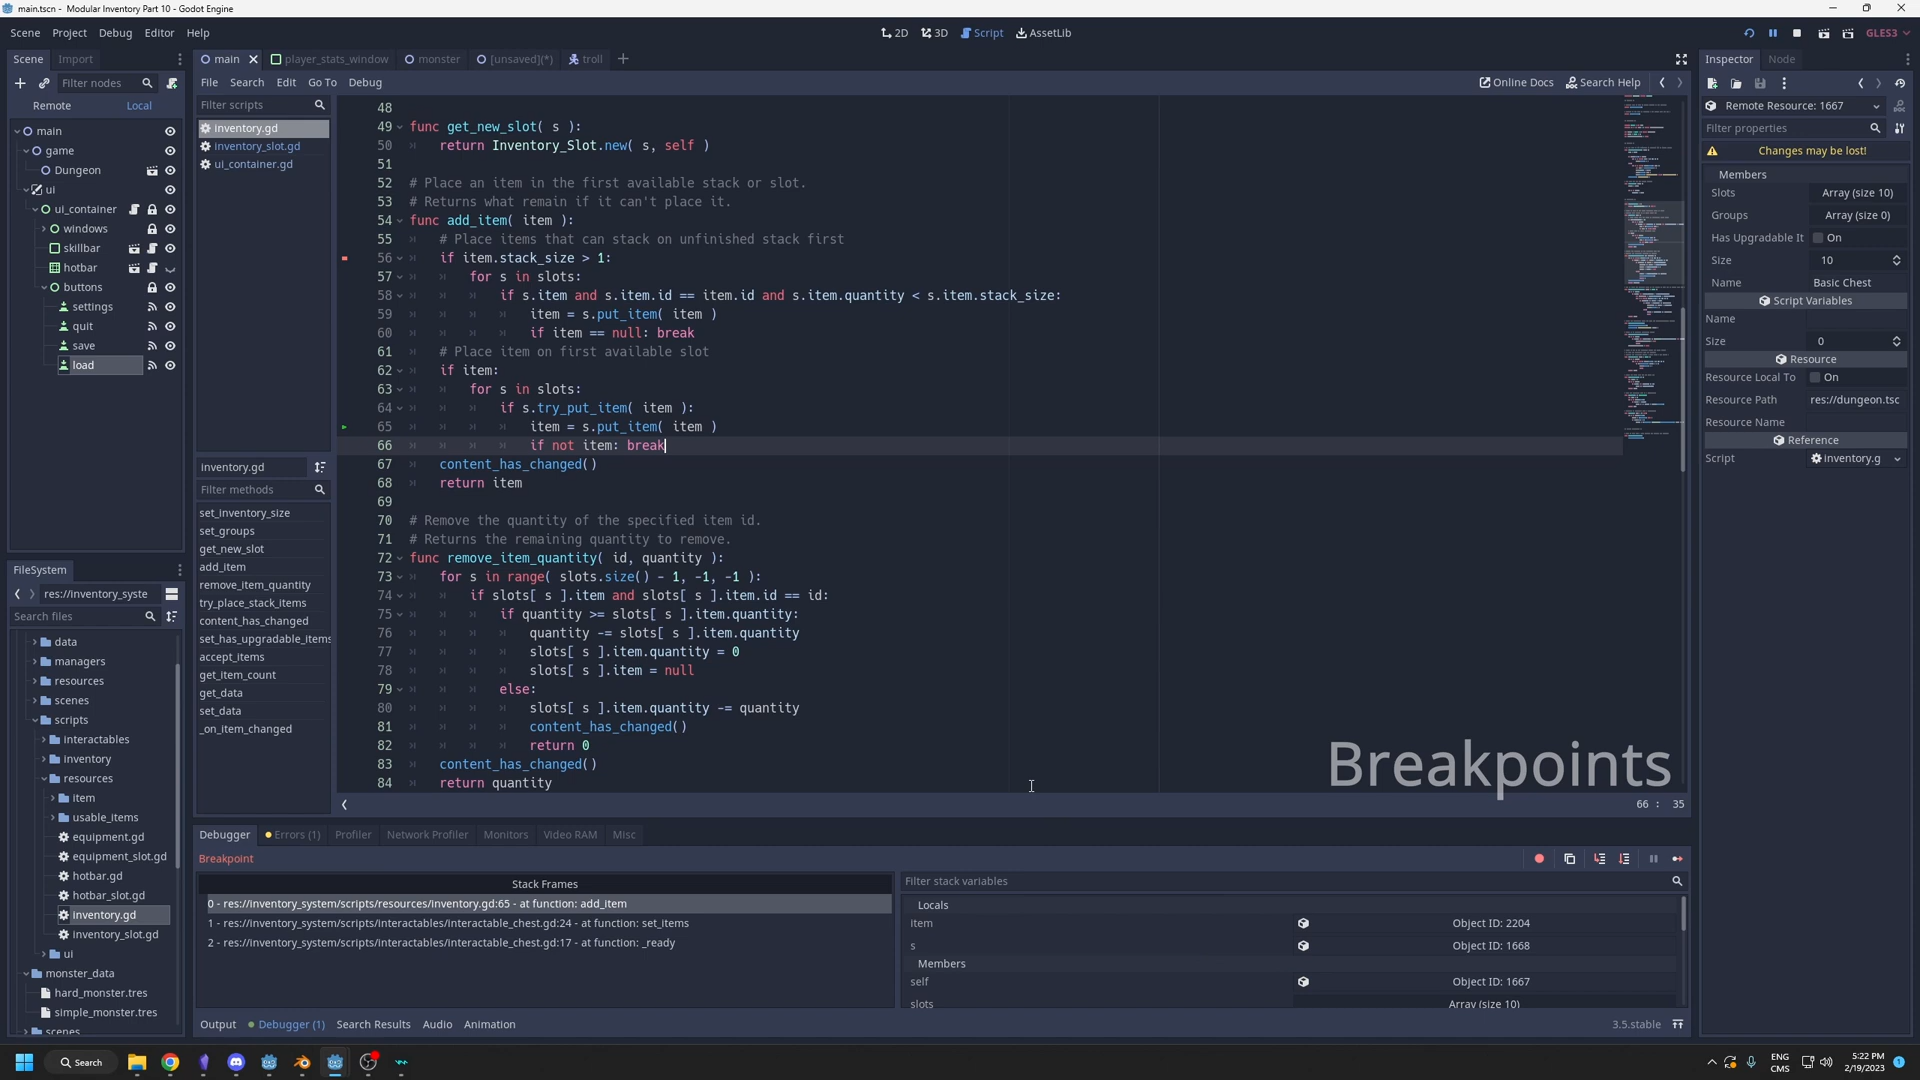 main.tscn - Modular Inventory Part 10 - Godot Engine
Scene Project Debug Editor Help
2D 3D Script AssetLib
GLES3
Scene Import
Filter nodes
Remote Local
main
game
Dungeon
ui
ui_container
windows
skillbar
hotbar
buttons
settings
quit
save
load
FileSystem
res://inventory_syste
Search files
data
managers
resources
scenes
scripts
interactables
inventory
resources
item
usable_items
equipment.gd
equipment_slot.gd
hotbar.gd
hotbar_slot.gd
inventory.gd
inventory_slot.gd
ui
monster_data
hard_monster.tres
simple_monster.tres
scenes
main player_stats_window monster [unsaved](*) troll
File Search Edit Go To Debug
Online Docs Search Help
Filter scripts
inventory.gd
inventory_slot.gd
ui_container.gd
inventory.gd
Filter methods
set_inventory_size
set_groups
get_new_slot
add_item
remove_item_quantity
try_place_stack_items
content_has_changed
set_has_upgradable_items
accept_items
get_item_count
get_data
set_data
_on_item_changed
48
49 func get_new_slot( s ):
50 return Inventory_Slot.new( s, self )
51
52 # Place an item in the first available stack or slot.
53 # Returns what remain if it can't place it.
54 func add_item( item ):
55 # Place items that can stack on unfinished stack first
56 if item.stack_size > 1:
57 for s in slots:
58 if s.item and s.item.id == item.id and s.item.quantity < s.item.stack_size:
59 item = s.put_item( item )
60 if item == null: break
61 # Place item on first available slot
62 if item:
63 for s in slots:
64 if s.try_put_item( item ):
65 item = s.put_item( item )
66 if not item: break
67 content_has_changed()
68 return item
69
70 # Remove the quantity of the specified item id.
71 # Returns the remaining quantity to remove.
72 func remove_item_quantity( id, quantity ):
73 for s in range( slots.size() - 1, -1, -1 ):
74 if slots[ s ].item and slots[ s ].item.id == id:
75 if quantity >= slots[ s ].item.quantity:
76 quantity -= slots[ s ].item.quantity
77 slots[ s ].item.quantity = 0
78 slots[ s ].item = null
79 else:
80 slots[ s ].item.quantity -= quantity
81 content_has_changed()
82 return 0
83 content_has_changed()
84 return quantity
Breakpoints
66 : 35
Debugger Errors (1) Profiler Network Profiler Monitors Video RAM Misc
Breakpoint
Stack Frames
0 - res://inventory_system/scripts/resources/inventory.gd:65 - at function: add_item
1 - res://inventory_system/scripts/interactables/interactable_chest.gd:24 - at function: set_items
2 - res://inventory_system/scripts/interactables/interactable_chest.gd:17 - at function: _ready
Filter stack variables
Locals
item Object ID: 2204
s Object ID: 1668
Members
self Object ID: 1667
slots Array (size 10)
Output Debugger (1) Search Results Audio Animation
3.5.stable
Inspector Node
Remote Resource: 1667
Filter properties
Changes may be lost!
Members
Slots Array (size 10)
Groups Array (size 0)
Has Upgradable It On
Size 10
Name Basic Chest
Script Variables
Name
Size 0
Resource
Resource Local To On
Resource Path res://dungeon.tsc
Resource Name
Reference
Script inventory.g
Search
ENG
CMS
5:22 PM
2/19/2023
1